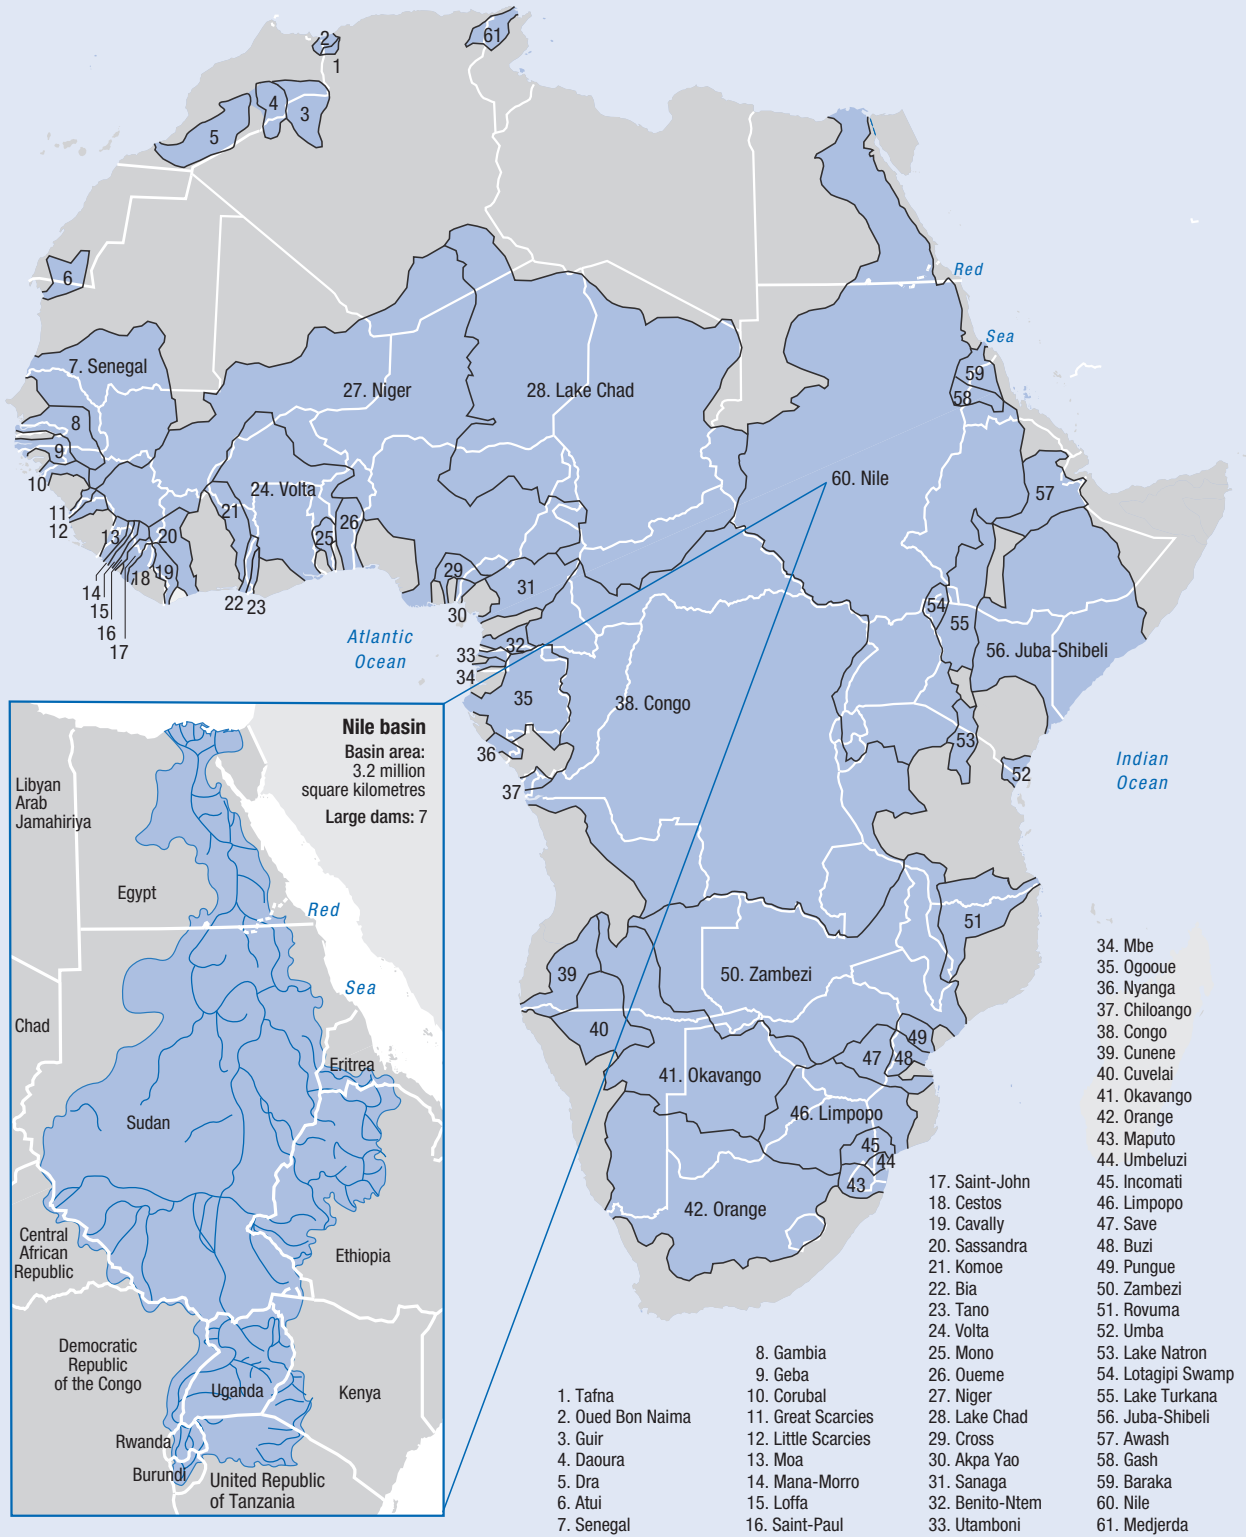 61
2
1
4
3
5
6
Red
Sea
7. Senegal
27. Niger
28. Lake Chad
59
58
8
9
10
60. Nile
57
24. Volta
21
26
11
12
13
20
25
14
18
19
15
22
23
16
17
29
30
31
54
55
56. Juba-Shibeli
Atlantic
Ocean
32
33
34
35
38. Congo
36
53
52
37
Indian
Ocean
51
39
50. Zambezi
40
49
47
48
41. Okavango
46. Limpopo
45
44
43
42. Orange
Nile basin
Basin area:
3.2 million
square kilometres
Large dams: 7
Libyan
Arab
Jamahiriya
Egypt
Red
Sea
Chad
Eritrea
Sudan
Central
African
Republic
Ethiopia
Democratic
Republic
of the Congo
Uganda
Kenya
Rwanda
Burundi
United Republic
of Tanzania
1. Tafna
2. Oued Bon Naima
3. Guir
4. Daoura
5. Dra
6. Atui
7. Senegal
8. Gambia
9. Geba
10. Corubal
11. Great Scarcies
12. Little Scarcies
13. Moa
14. Mana-Morro
15. Loffa
16. Saint-Paul
17. Saint-John
18. Cestos
19. Cavally
20. Sassandra
21. Komoe
22. Bia
23. Tano
24. Volta
25. Mono
26. Oueme
27. Niger
28. Lake Chad
29. Cross
30. Akpa Yao
31. Sanaga
32. Benito-Ntem
33. Utamboni
34. Mbe
35. Ogooue
36. Nyanga
37. Chiloango
38. Congo
39. Cunene
40. Cuvelai
41. Okavango
42. Orange
43. Maputo
44. Umbeluzi
45. Incomati
46. Limpopo
47. Save
48. Buzi
49. Pungue
50. Zambezi
51. Rovuma
52. Umba
53. Lake Natron
54. Lotagipi Swamp
55. Lake Turkana
56. Juba-Shibeli
57. Awash
58. Gash
59. Baraka
60. Nile
61. Medjerda